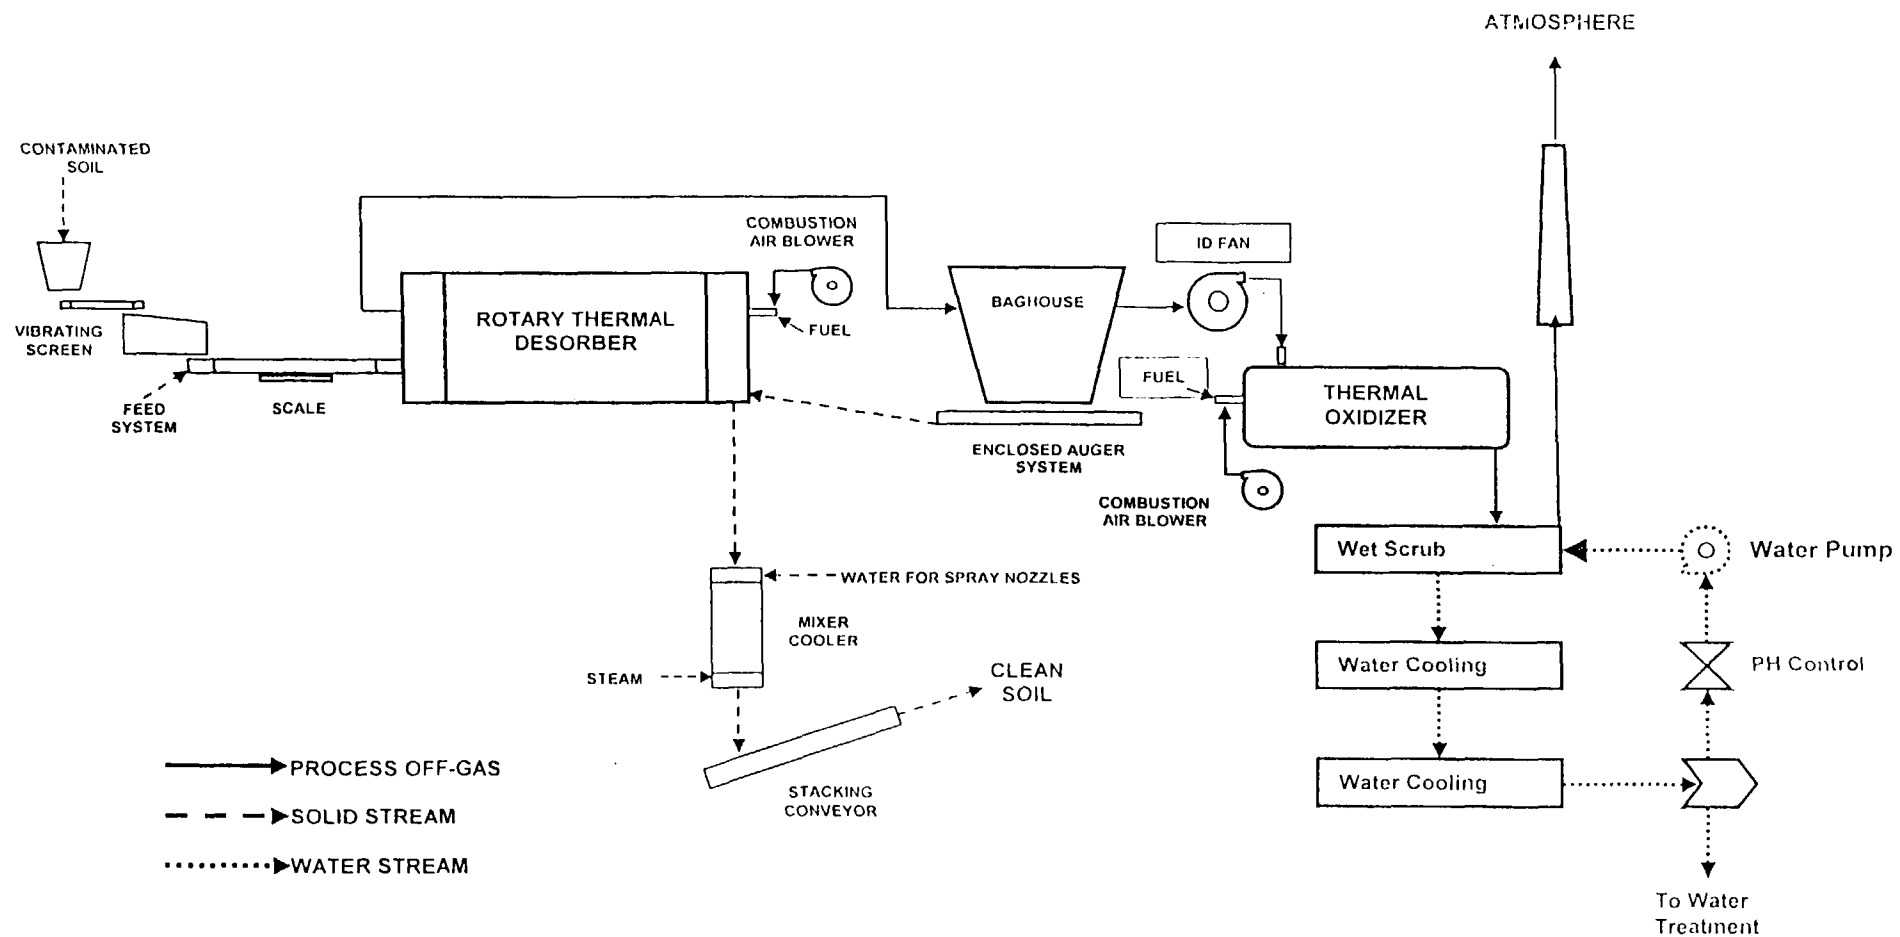 ATMOSPHERE
CONTAMINATED
SOIL
VIBRATING
SCREEN
FEED
SYSTEM
SCALE
ROTARY THERMAL
DESORBER
COMBUSTION
AIR BLOWER
FUEL
BAGHOUSE
ID FAN
FUEL
THERMAL
OXIDIZER
ENCLOSED AUGER
SYSTEM
COMBUSTION
AIR BLOWER
Wet Scrub
Water Pump
WATER FOR SPRAY NOZZLES
MIXER
COOLER
STEAM
CLEAN
SOIL
STACKING
CONVEYOR
Water Cooling
PH Control
Water Cooling
To Water
Treatment
PROCESS OFF-GAS
SOLID STREAM
WATER STREAM